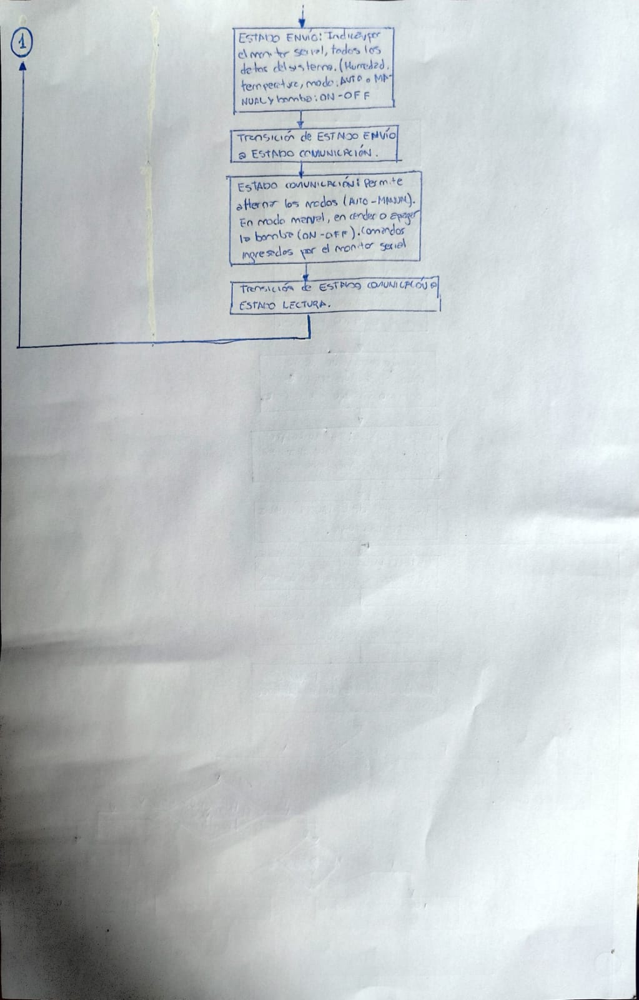 1
ESTADO ENVÍO: Indica, por
el monitor serial, todos los
datos del sistema. (Humedad,
temperatura, modo: AUTO o MA-
NUAL y bomba: ON-OFF
Transición de ESTADO ENVÍO
a ESTADO COMUNICACIÓN.
ESTADO COMUNICACIÓN: Permite
alternar los modos (AUTO-MANUAL).
En modo manual, encender o apagar
la bomba (ON-OFF). Comandos
ingresados por el monitor serial
Transición de ESTADO COMUNICACIÓN a
ESTADO LECTURA.